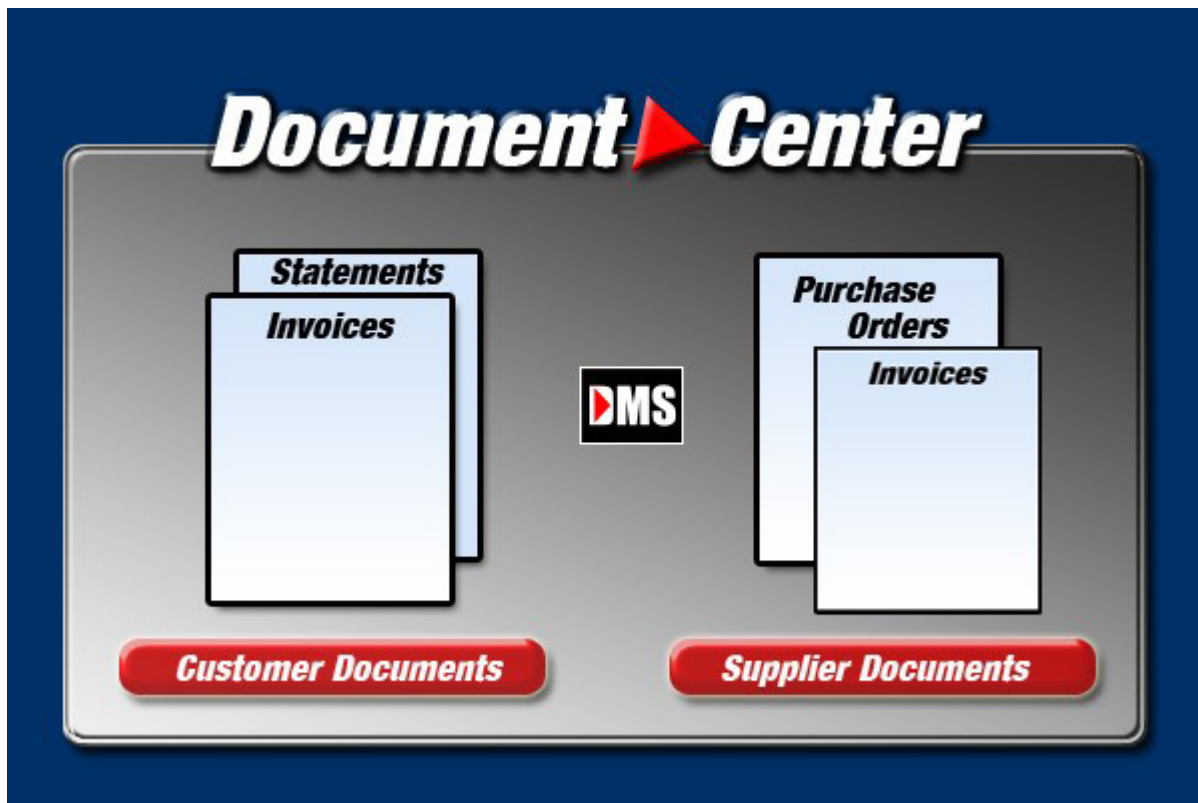 Document Center
Statements
Invoices
DMS
Purchase
Orders
Invoices
Customer Documents
Supplier Documents